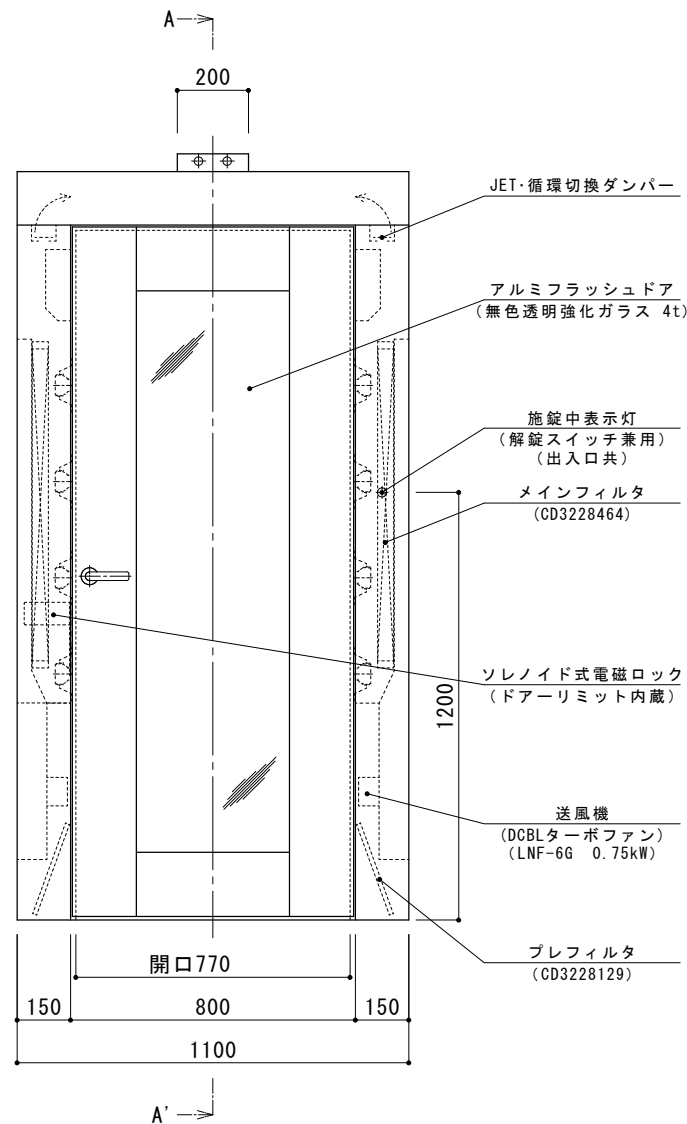 A
200
JET・循環切換ダンパー
アルミフラッシュドア
(無色透明強化ガラス 4t)
施錠中表示灯
(解錠スイッチ兼用)
(出入口共)
メインフィルタ
(CD3228464)
ソレノイド式電磁ロック
(ドアーリミット内蔵)
1200
送風機
(DCBLターボファン)
(LNF-6G 0.75kW)
プレフィルタ
(CD3228129)
開口770
150 800 150
1100
A'